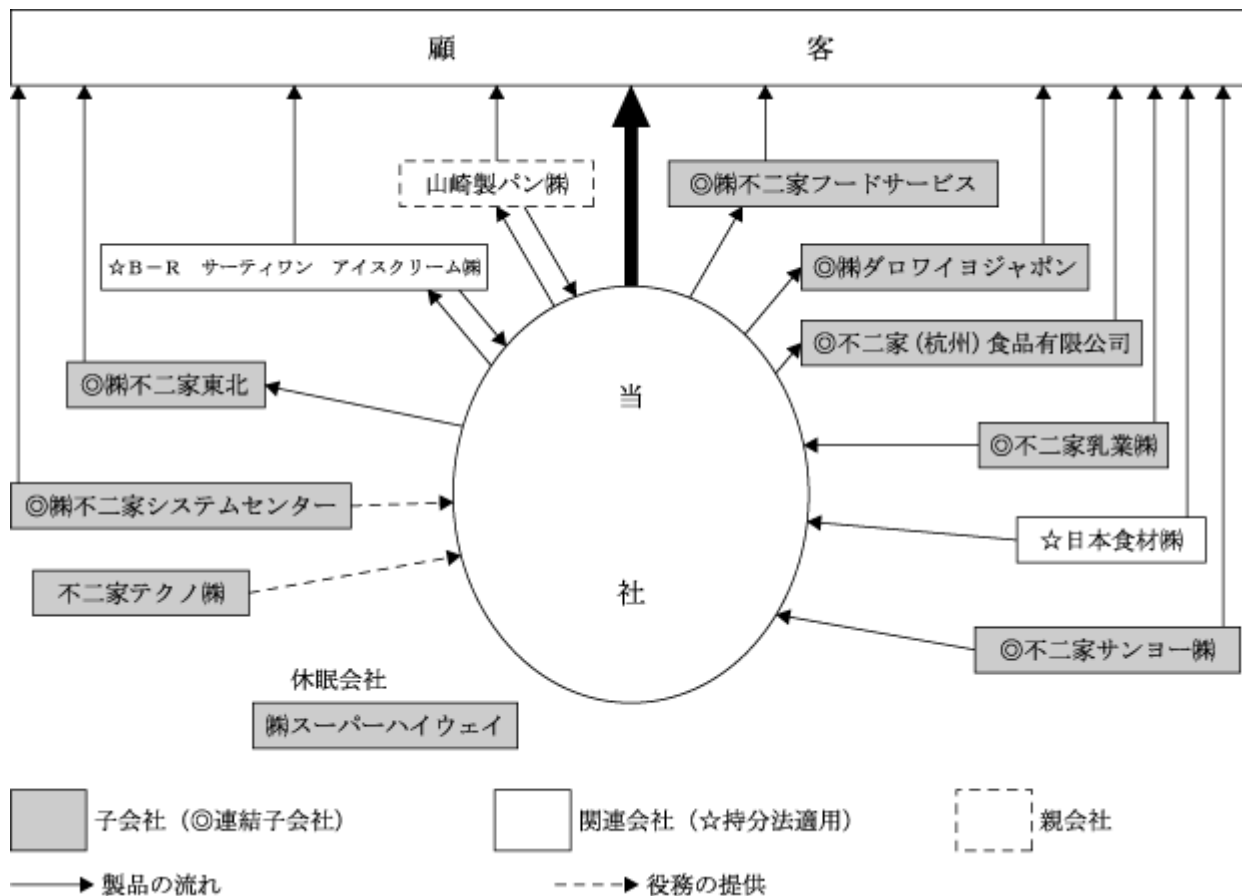 顧客
山崎製パン㈱
◎㈱不二家フードサービス
☆B-R サーティワン アイスクリーム㈱
◎㈱ダロワイヨジャポン
◎不二家(杭州)食品有限公司
◎㈱不二家東北
当社
◎不二家乳業㈱
◎㈱不二家システムセンター
☆日本食材㈱
不二家テクノ㈱
◎不二家サンヨー㈱
休眠会社
㈱スーパーハイウェイ
子会社(◎連結子会社)
関連会社(☆持分法適用)
親会社
製品の流れ
役務の提供